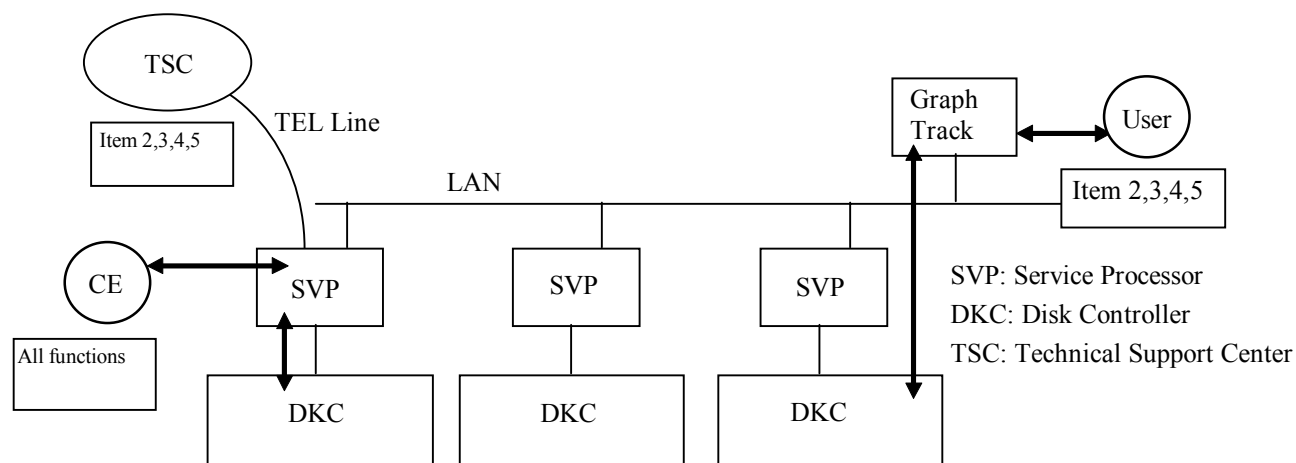 TSC
Item 2,3,4,5
TEL Line
LAN
Graph
Track
User
Item 2,3,4,5
CE
All functions
SVP
SVP
SVP
DKC
DKC
DKC
SVP: Service Processor
DKC: Disk Controller
TSC: Technical Support Center